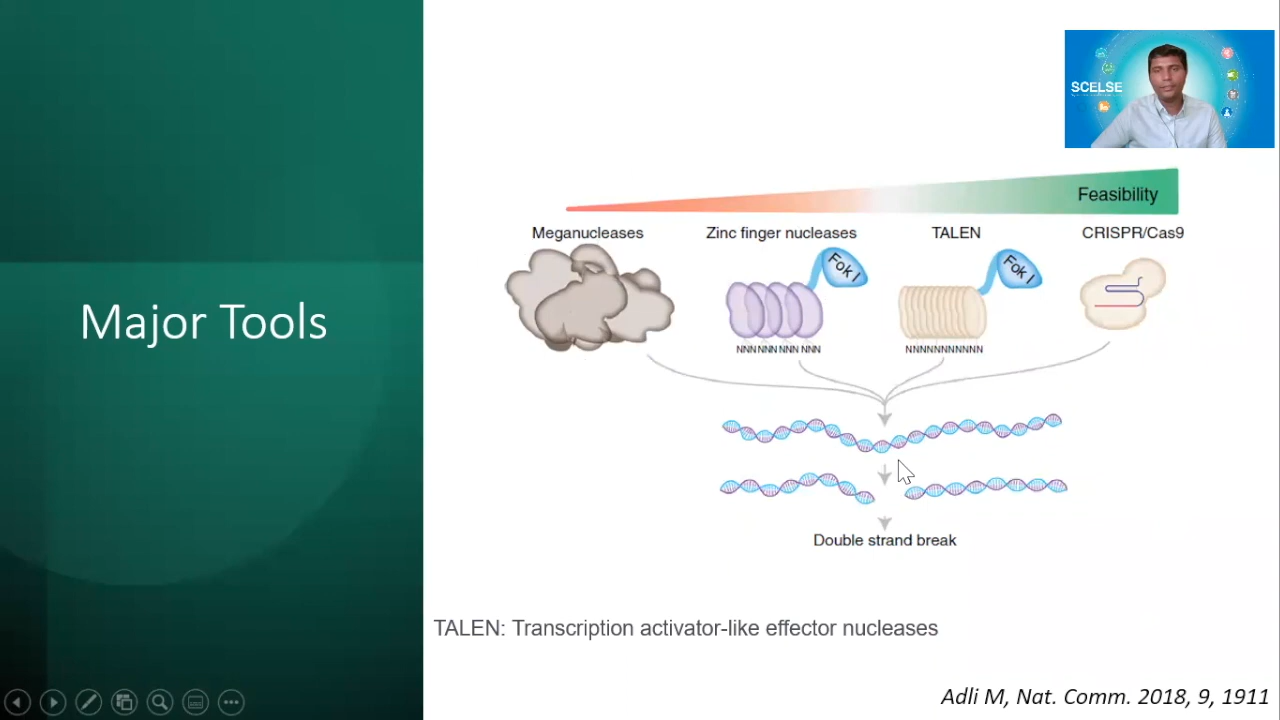 Major Tools
SCELSE
Feasibility
Meganucleases
Zinc finger nucleases
TALEN
CRISPR/Cas9
Fok I
Fok I
NNN NNN NNN NNN
NNNNNNNNNNN
Double strand break
TALEN: Transcription activator-like effector nucleases
Adli M, Nat. Comm. 2018, 9, 1911